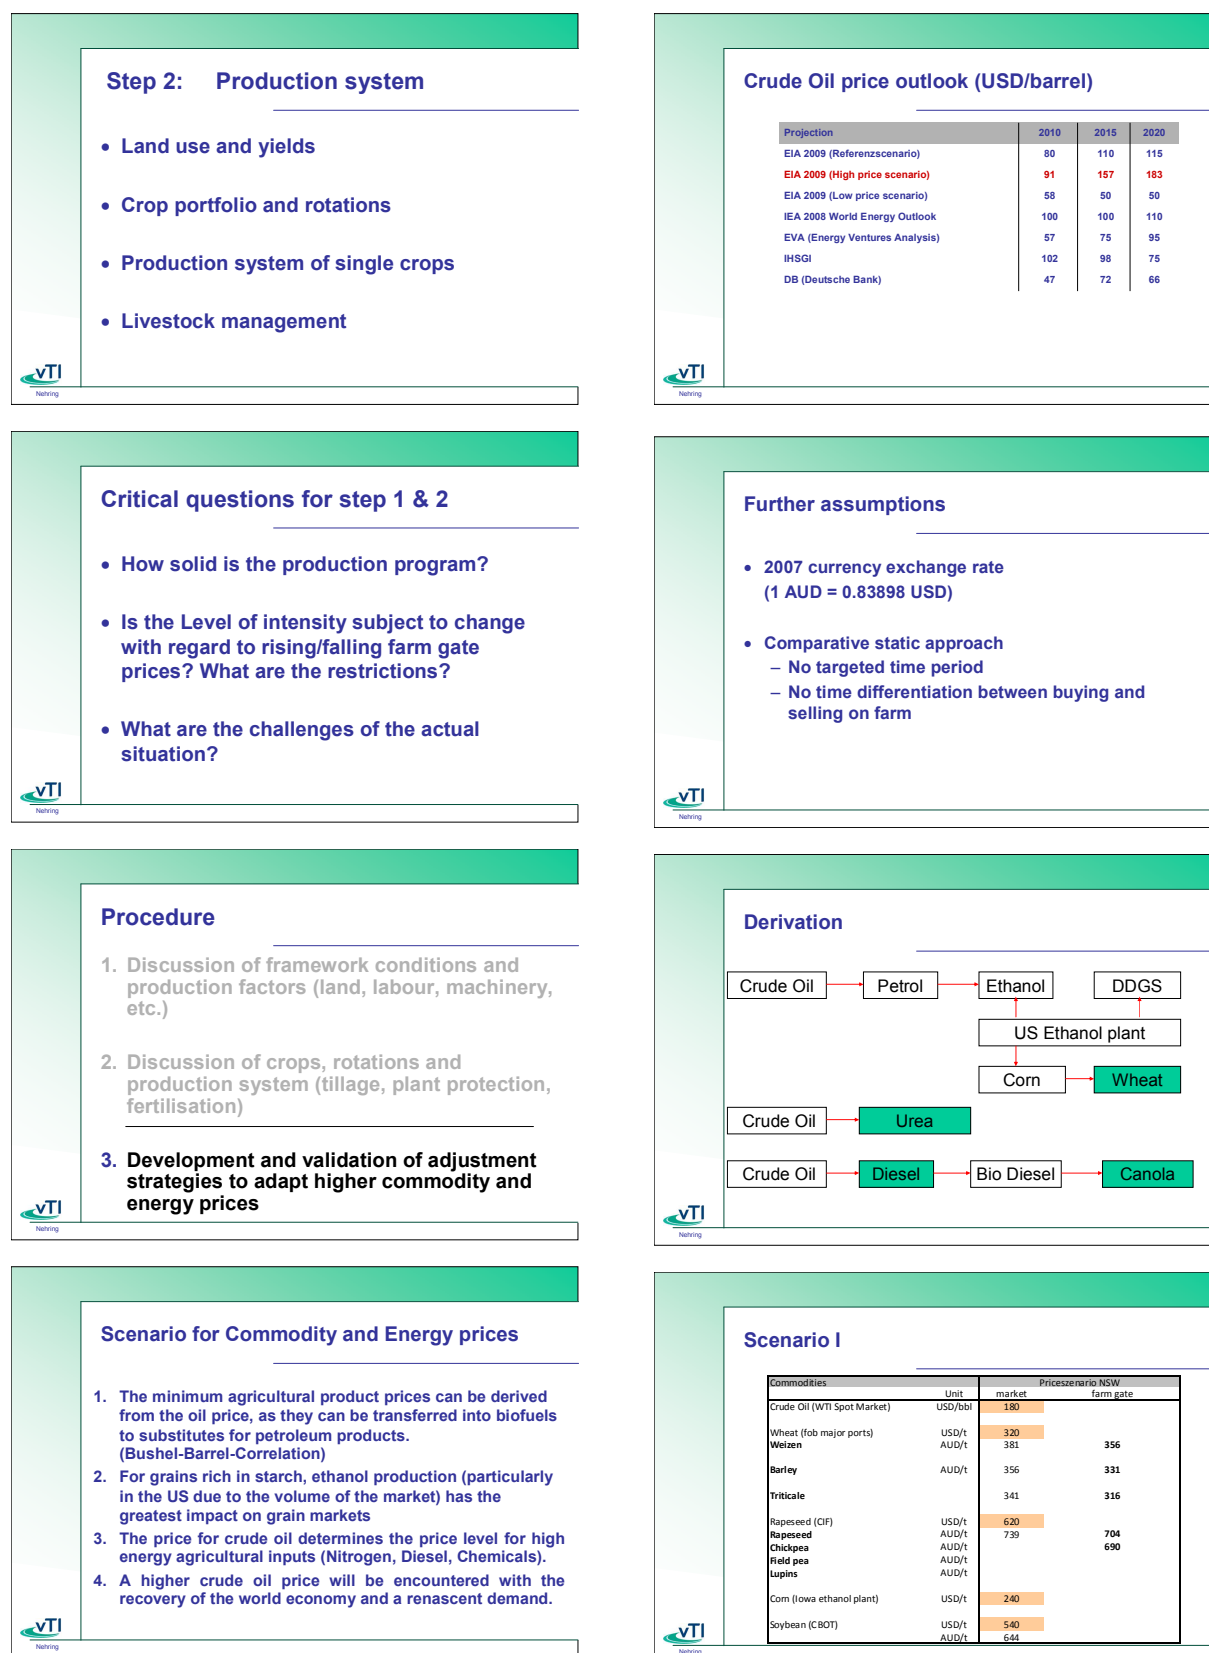 Step 2: Production system
• Land use and yields
• Crop portfolio and rotations
• Production system of single crops
• Livestock management
vTI
Nehring
Critical questions for step 1 & 2
• How solid is the production program?
• Is the Level of intensity subject to change
with regard to rising/falling farm gate
prices? What are the restrictions?
• What are the challenges of the actual
situation?
vTI
Nehring
Procedure
1. Discussion of framework conditions and
production factors (land, labour, machinery,
etc.)
2. Discussion of crops, rotations and
production system (tillage, plant protection,
fertilisation)
3. Development and validation of adjustment
strategies to adapt higher commodity and
energy prices
vTI
Nehring
Scenario for Commodity and Energy prices
1. The minimum agricultural product prices can be derived
from the oil price, as they can be transferred into biofuels
to substitutes for petroleum products.
(Bushel-Barrel-Correlation)
2. For grains rich in starch, ethanol production (particularly
in the US due to the volume of the market) has the
greatest impact on grain markets
3. The price for crude oil determines the price level for high
energy agricultural inputs (Nitrogen, Diesel, Chemicals).
4. A higher crude oil price will be encountered with the
recovery of the world economy and a renascent demand.
vTI
Nehring
Crude Oil price outlook (USD/barrel)
Projection 2010 2015 2020
EIA 2009 (Referenzscenario) 80 110 115
EIA 2009 (High price scenario) 91 157 183
EIA 2009 (Low price scenario) 58 50 50
IEA 2008 World Energy Outlook 100 100 110
EVA (Energy Ventures Analysis) 57 75 95
IHSGI 102 98 75
DB (Deutsche Bank) 47 72 66
vTI
Nehring
Further assumptions
• 2007 currency exchange rate
(1 AUD = 0.83898 USD)
• Comparative static approach
– No targeted time period
– No time differentiation between buying and
selling on farm
vTI
Nehring
Derivation
Crude Oil Petrol Ethanol DDGS
US Ethanol plant
Corn Wheat
Crude Oil Urea
Crude Oil Diesel Bio Diesel Canola
vTI
Nehring
Scenario I
Commodities Priceszenario NSW
Unit market farm gate
Crude Oil (WTI Spot Market) USD/bbl 180
Wheat (fob major ports) USD/t 320
Weizen AUD/t 381 356
Barley AUD/t 356 331
Triticale 341 316
Rapeseed (CIF) USD/t 620
Rapeseed AUD/t 739 704
Chickpea AUD/t 690
Field pea AUD/t
Lupins AUD/t
Corn (Iowa ethanol plant) USD/t 240
Soybean (CBOT) USD/t 540
AUD/t 644
vTI
Nehring